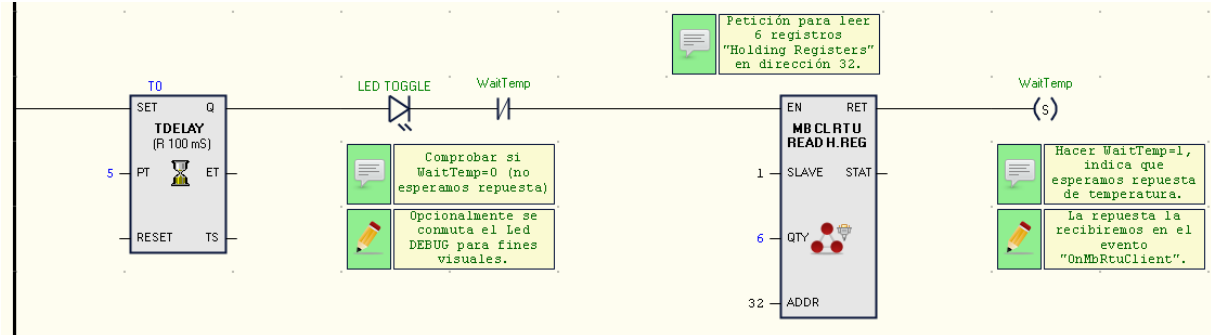 Petición para leer
6 registros
"Holding Registers"
en dirección 32.
T0
SET Q
TDELAY
(R 100 mS)
5 PT ET
RESET TS
LED TOGGLE
WaitTemp
Comprobar si
WaitTemp=0 (no
esperamos repuesta)
Opcionalmente se
conmuta el Led
DEBUG para fines
visuales.
EN RET
MB CL RTU
READ H.REG
1 SLAVE STAT
6 QTY
32 ADDR
WaitTemp
(S)
Hacer WaitTemp=1,
indica que
esperamos repuesta
de temperatura.
La repuesta la
recibiremos en el
evento
"OnMbRtuClient".